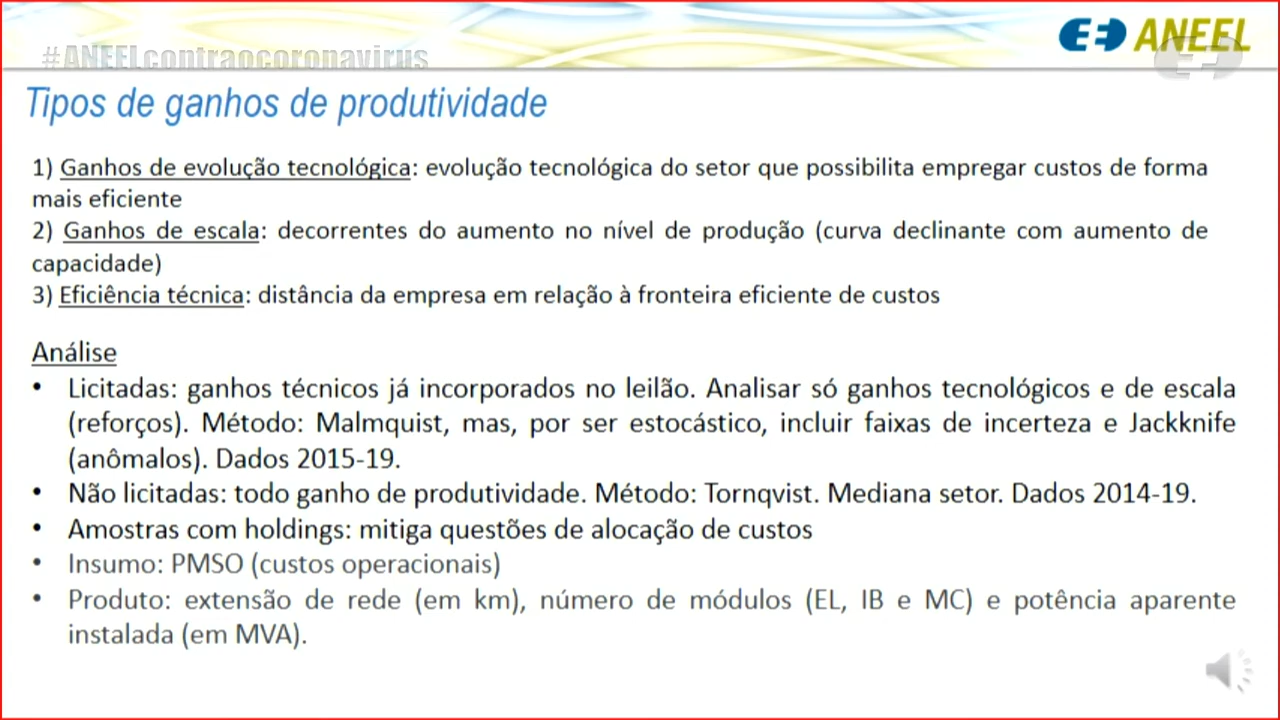 #ANEELcontraocoronavirus
ANEEL
Tipos de ganhos de produtividade
1) Ganhos de evolução tecnológica: evolução tecnológica do setor que possibilita empregar custos de forma
mais eficiente
2) Ganhos de escala: decorrentes do aumento no nível de produção (curva declinante com aumento de
capacidade)
3) Eficiência técnica: distância da empresa em relação à fronteira eficiente de custos
Análise
• Licitadas: ganhos técnicos já incorporados no leilão. Analisar só ganhos tecnológicos e de escala
(reforços). Método: Malmquist, mas, por ser estocástico, incluir faixas de incerteza e Jackknife
(anômalos). Dados 2015-19.
• Não licitadas: todo ganho de produtividade. Método: Tornqvist. Mediana setor. Dados 2014-19.
• Amostras com holdings: mitiga questões de alocação de custos
• Insumo: PMSO (custos operacionais)
• Produto: extensão de rede (em km), número de módulos (EL, IB e MC) e potência aparente
instalada (em MVA).